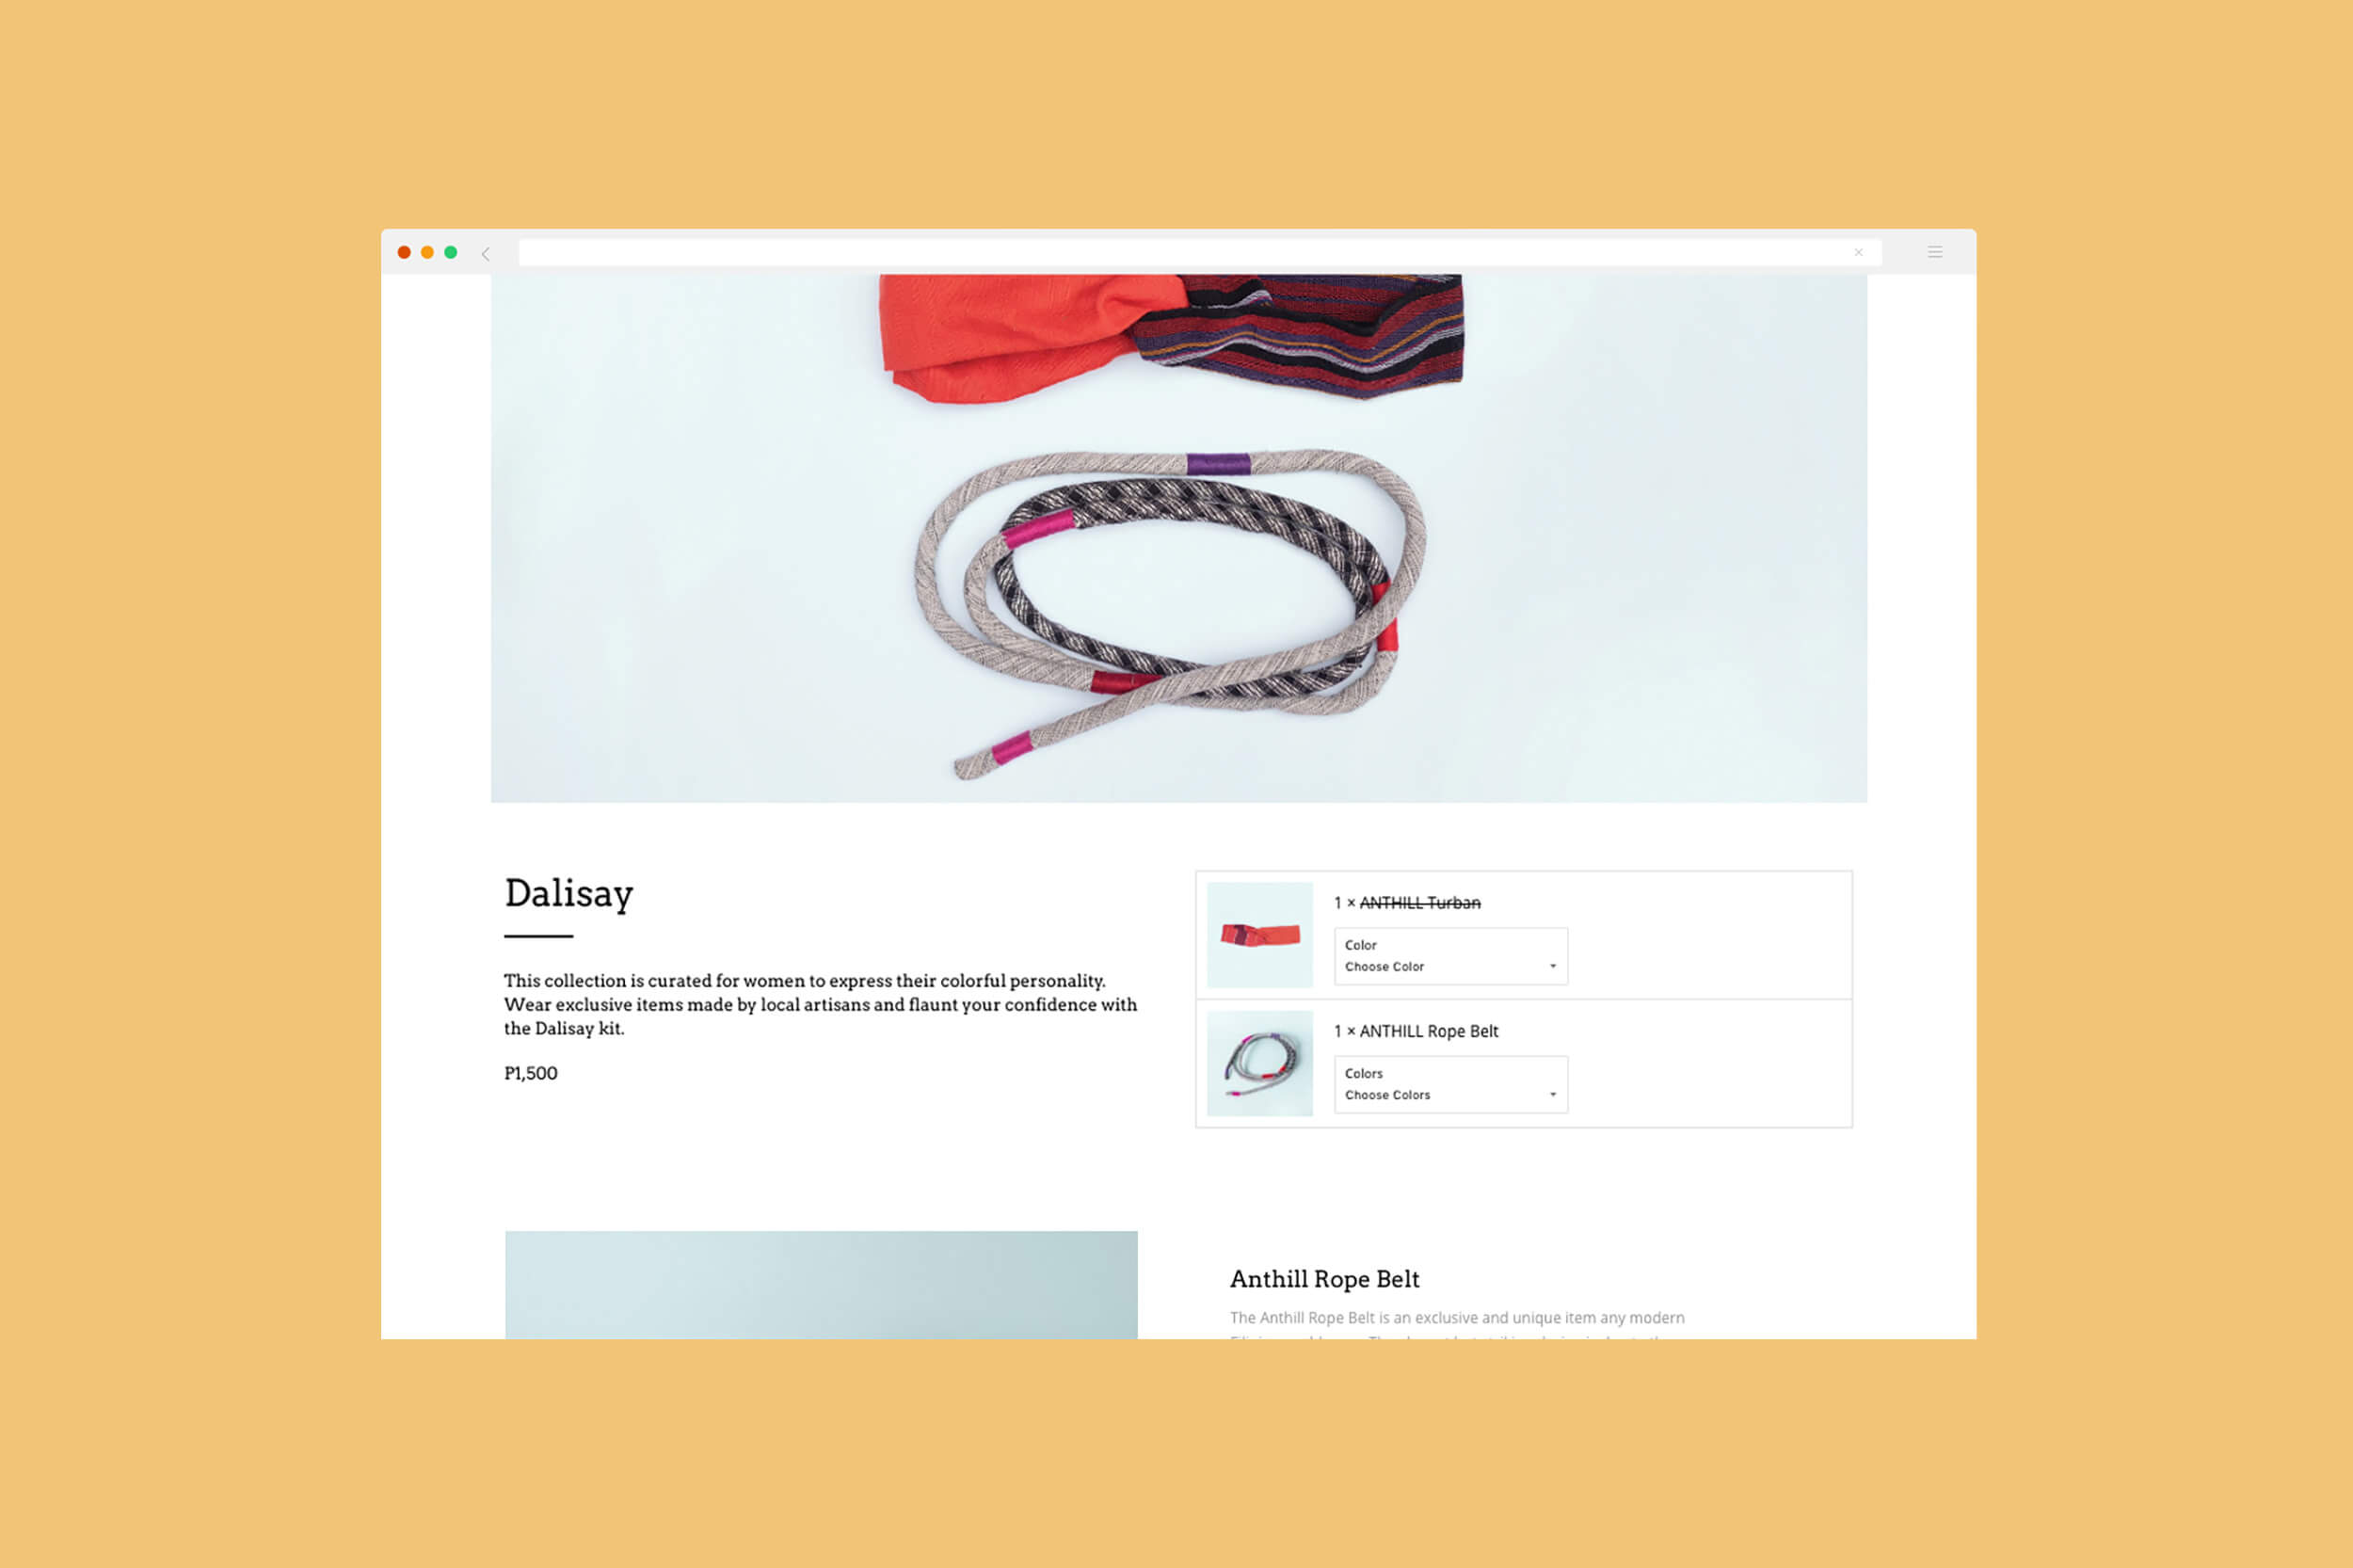 Dalisay
This collection is curated for women to express their colorful personality.
Wear exclusive items made by local artisans and flaunt your confidence with
the Dalisay kit.
P1,500
1 × ANTHILL Turban
Color
Choose Color
1 × ANTHILL Rope Belt
Colors
Choose Colors
Anthill Rope Belt
The Anthill Rope Belt is an exclusive and unique item any modern